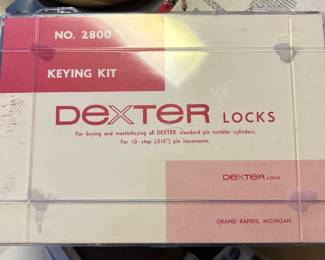 NO. 2800
KEYING KIT
DEXTER LOCKS
For keying and masterkeying all DEXTER standard pin tumbler cylinders.
For 10-step (.015") pin increments.
DEXTER LOCK
GRAND RAPIDS, MICHIGAN